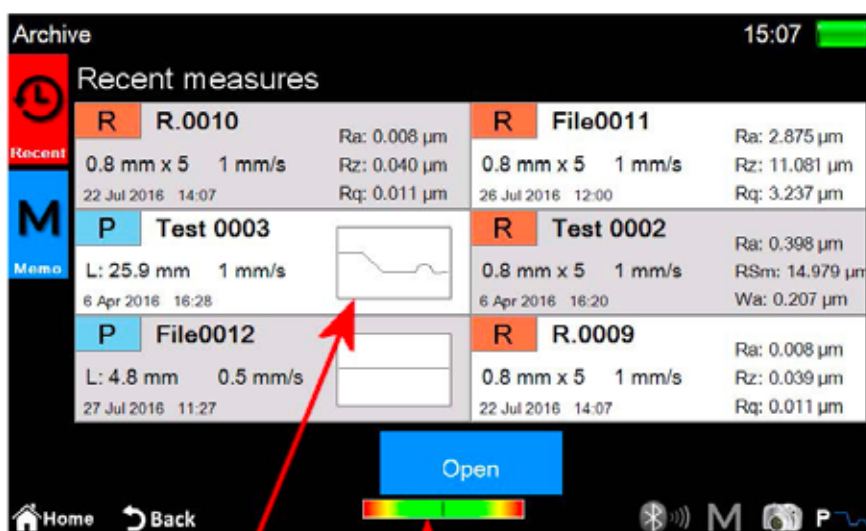 Archive 15:07
Recent measures
Recent
R R.0010
Ra: 0.008 µm
0.8 mm x 5 1 mm/s
Rz: 0.040 µm
22 Jul 2016 14:07
Rq: 0.011 µm
R File0011
Ra: 2.875 µm
0.8 mm x 5 1 mm/s
Rz: 11.081 µm
26 Jul 2016 12:00
Rq: 3.237 µm
M
Memo
P Test 0003
L: 25.9 mm 1 mm/s
6 Apr 2016 16:28
R Test 0002
Ra: 0.398 µm
0.8 mm x 5 1 mm/s
RSm: 14.979 µm
6 Apr 2016 16:20
Wa: 0.207 µm
P File0012
L: 4.8 mm 0.5 mm/s
27 Jul 2016 11:27
R R.0009
Ra: 0.008 µm
0.8 mm x 5 1 mm/s
Rz: 0.039 µm
22 Jul 2016 14:07
Rq: 0.011 µm
Open
Home Back M P